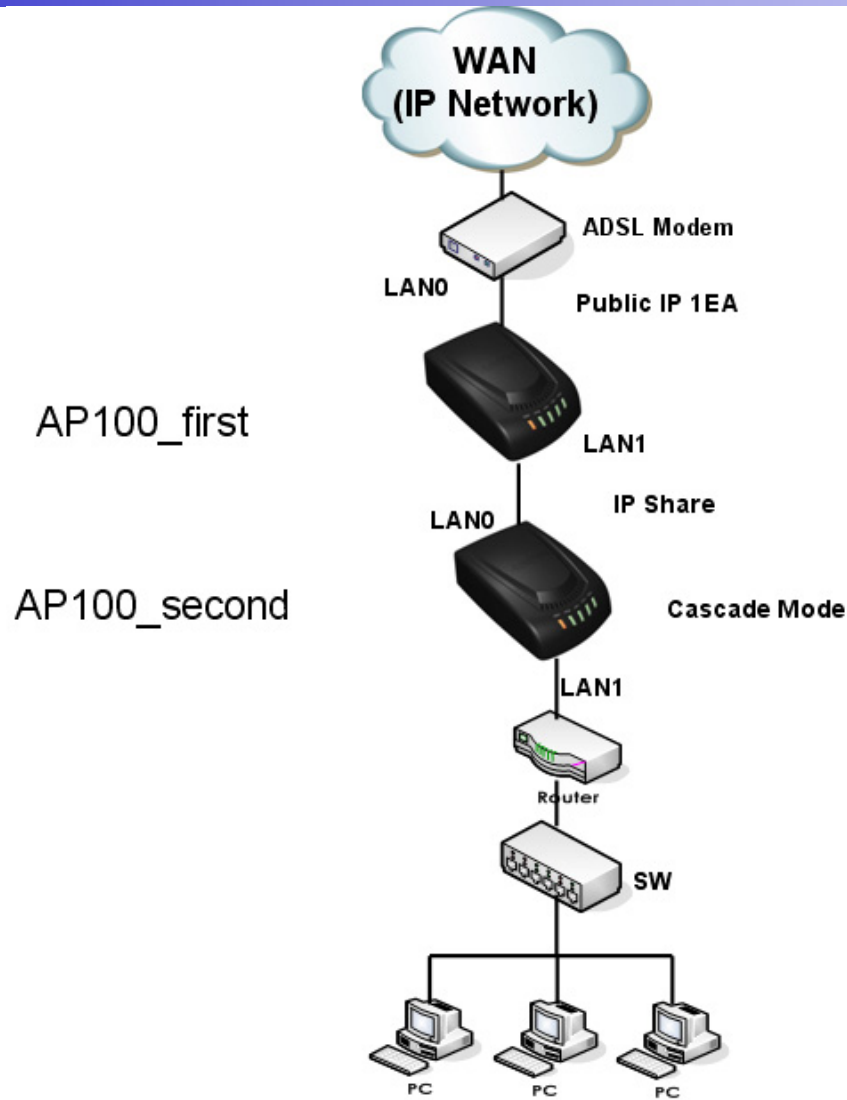 WAN
(IP Network)
ADSL Modem
LAN0
Public IP 1EA
AP100_first
LAN1
IP Share
LAN0
AP100_second
Cascade Mode
LAN1
Router
SW
PC
PC
PC